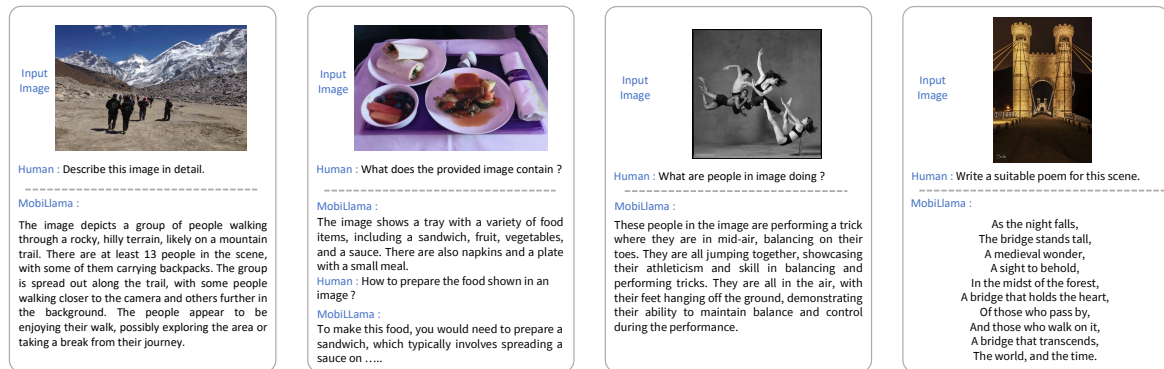 Input
Image
Human : Describe this image in detail.
MobiLlama :
The image depicts a group of people walking
through a rocky, hilly terrain, likely on a mountain
trail. There are at least 13 people in the scene,
with some of them carrying backpacks. The group
is spread out along the trail, with some people
walking closer to the camera and others further in
the background. The people appear to be
enjoying their walk, possibly exploring the area or
taking a break from their journey.
Input
Image
Human : What does the provided image contain ?
MobiLlama :
The image shows a tray with a variety of food
items, including a sandwich, fruit, vegetables,
and a sauce. There are also napkins and a plate
with a small meal.
Human : How to prepare the food shown in an
image ?
MobiLlama :
To make this food, you would need to prepare a
sandwich, which typically involves spreading a
sauce on …..
Input
Image
Human : What are people in image doing ?
MobiLlama :
These people in the image are performing a trick
where they are in mid-air, balancing on their
toes. They are all jumping together, showcasing
their athleticism and skill in balancing and
performing tricks. They are all in the air, with
their feet hanging off the ground, demonstrating
their ability to maintain balance and control
during the performance.
Input
Image
Human : Write a suitable poem for this scene.
MobiLlama :
As the night falls,
The bridge stands tall,
A medieval wonder,
A sight to behold,
In the midst of the forest,
A bridge that holds the heart,
Of those who pass by,
And those who walk on it,
A bridge that transcends,
The world, and the time.